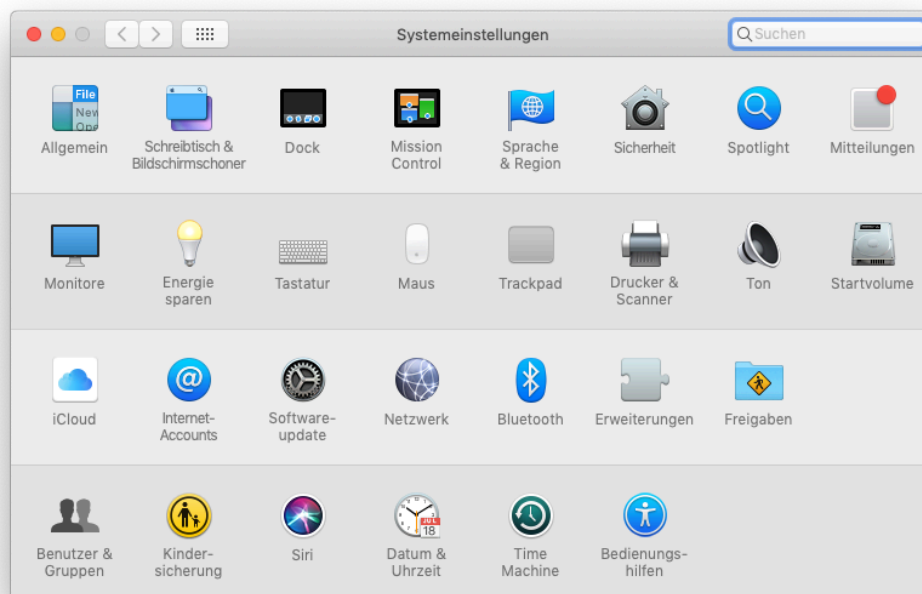 Systemeinstellungen
Suchen
File
New
Ope
Allgemein
Schreibtisch &
Bildschirmschoner
Dock
Mission
Control
Sprache
& Region
Sicherheit
Spotlight
Mitteilungen
Monitore
Energie
sparen
Tastatur
Maus
Trackpad
Drucker &
Scanner
Ton
Startvolume
iCloud
@
Internet-
Accounts
Software-
update
Netzwerk
Bluetooth
Erweiterungen
Freigaben
Benutzer &
Gruppen
Kinder-
sicherung
Siri
JUL
18
Datum &
Uhrzeit
Time
Machine
Bedienungs-
hilfen